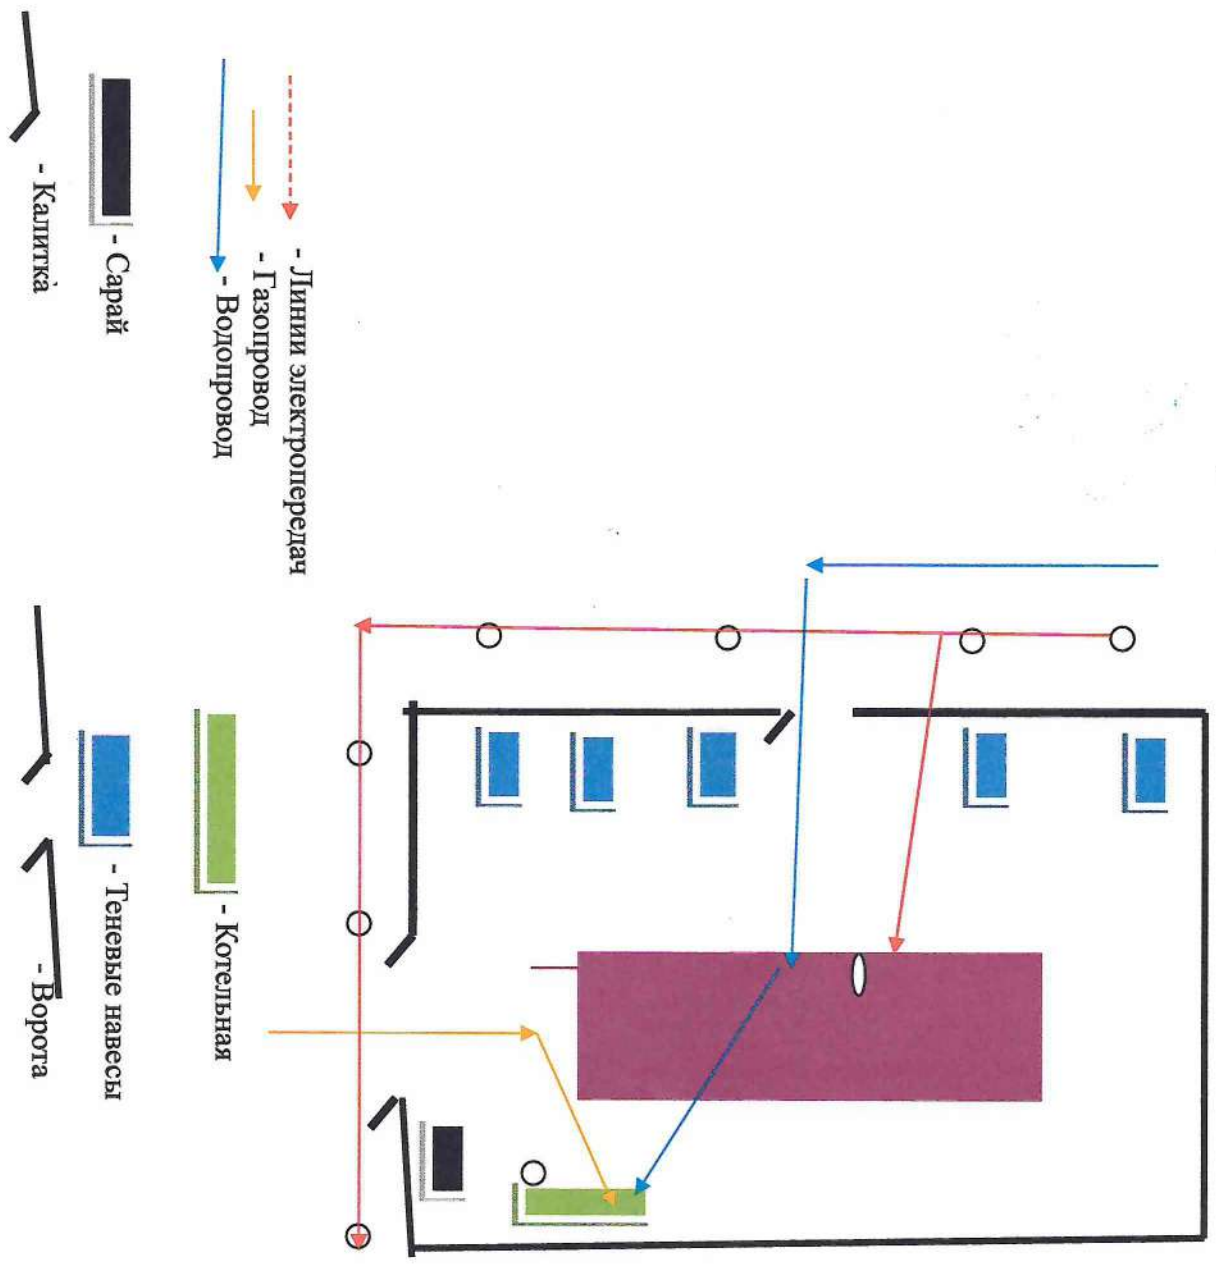 - Линии электропередач
- Газопровод
- Водопровод
- Сарай
- Калитка
- Котельная
- Теневые навесы
- Ворота